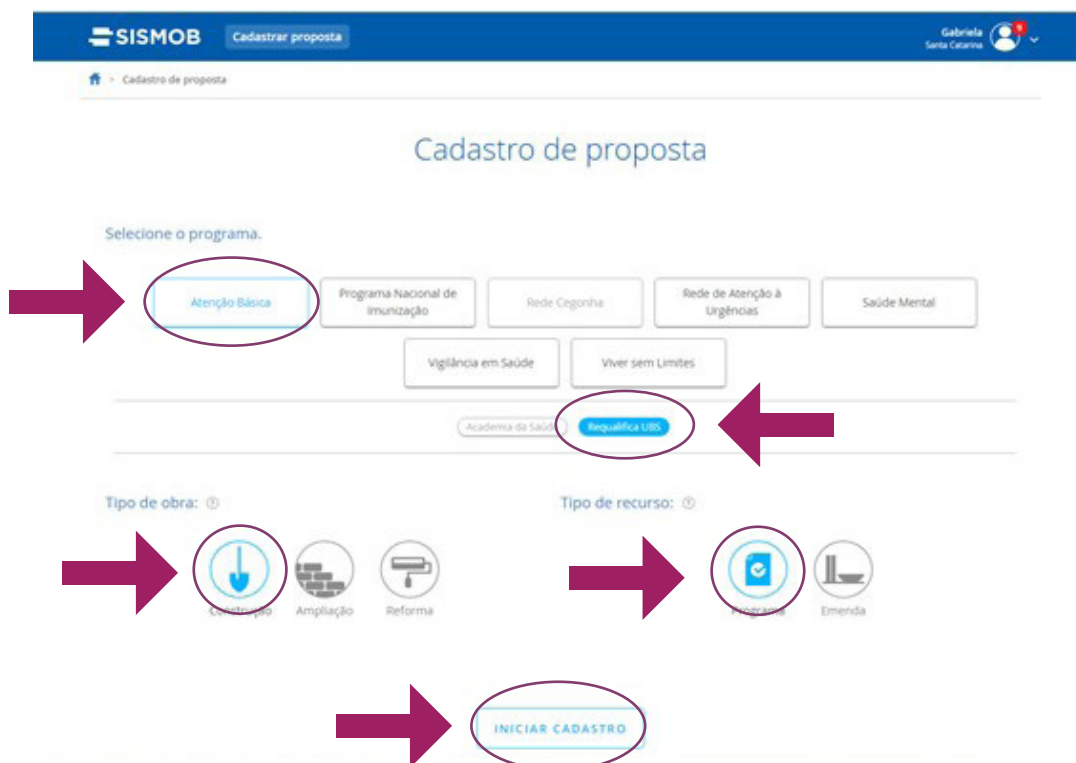 SISMOB
Cadastrar proposta
Gabriela
Santa Catarina
> Cadastro de proposta
Cadastro de proposta
Selecione o programa.
Atenção Básica
Programa Nacional de
Imunização
Rede Cegonha
Rede de Atenção à
Urgências
Saúde Mental
Vigilância em Saúde
Viver sem Limites
Academia da Saúde
Requalifica UBS
Tipo de obra: ?
Tipo de recurso: ?
Construção
Ampliação
Reforma
Programa
Emenda
INICIAR CADASTRO